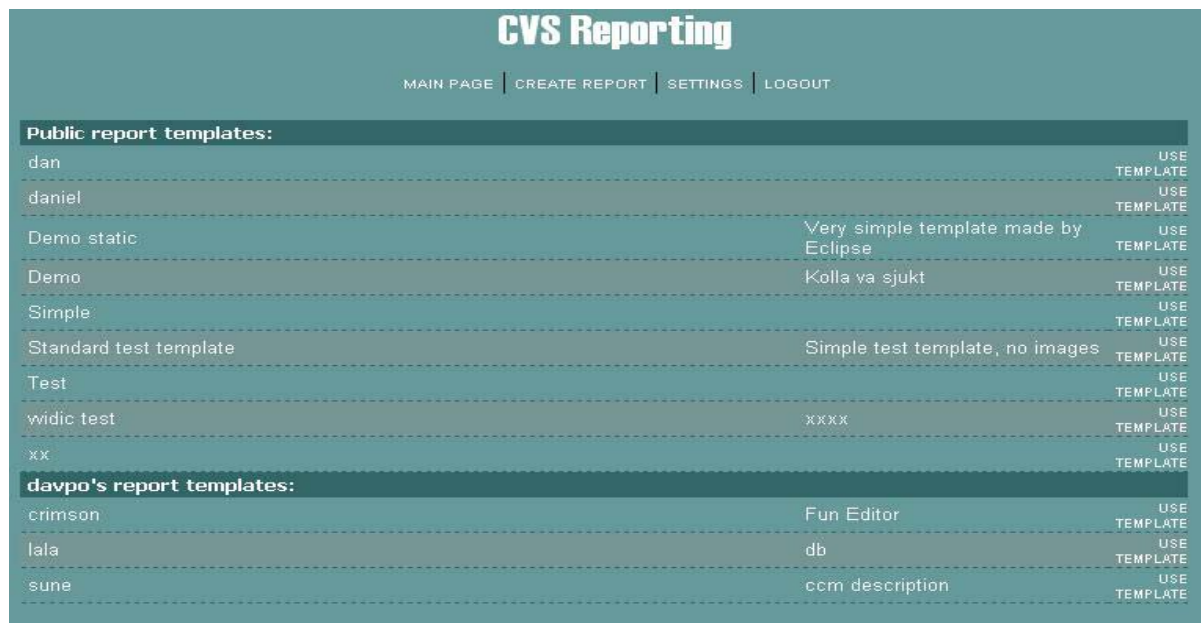 CVS Reporting
MAIN PAGE | CREATE REPORT | SETTINGS | LOGOUT
Public report templates:
dan USE TEMPLATE
daniel USE TEMPLATE
Demo static Very simple template made by Eclipse USE TEMPLATE
Demo Kolla va sjukt USE TEMPLATE
Simple USE TEMPLATE
Standard test template Simple test template, no images USE TEMPLATE
Test USE TEMPLATE
widic test xxxx USE TEMPLATE
xx USE TEMPLATE
davpo's report templates:
crimson Fun Editor USE TEMPLATE
lala db USE TEMPLATE
sune ccm description USE TEMPLATE